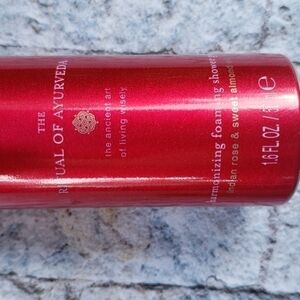 THE
RITUAL OF AYURVEDA
the ancient art
of living wisely
harmonizing foaming shower
indian rose & sweet almond
1.6 FL.OZ. /
℮